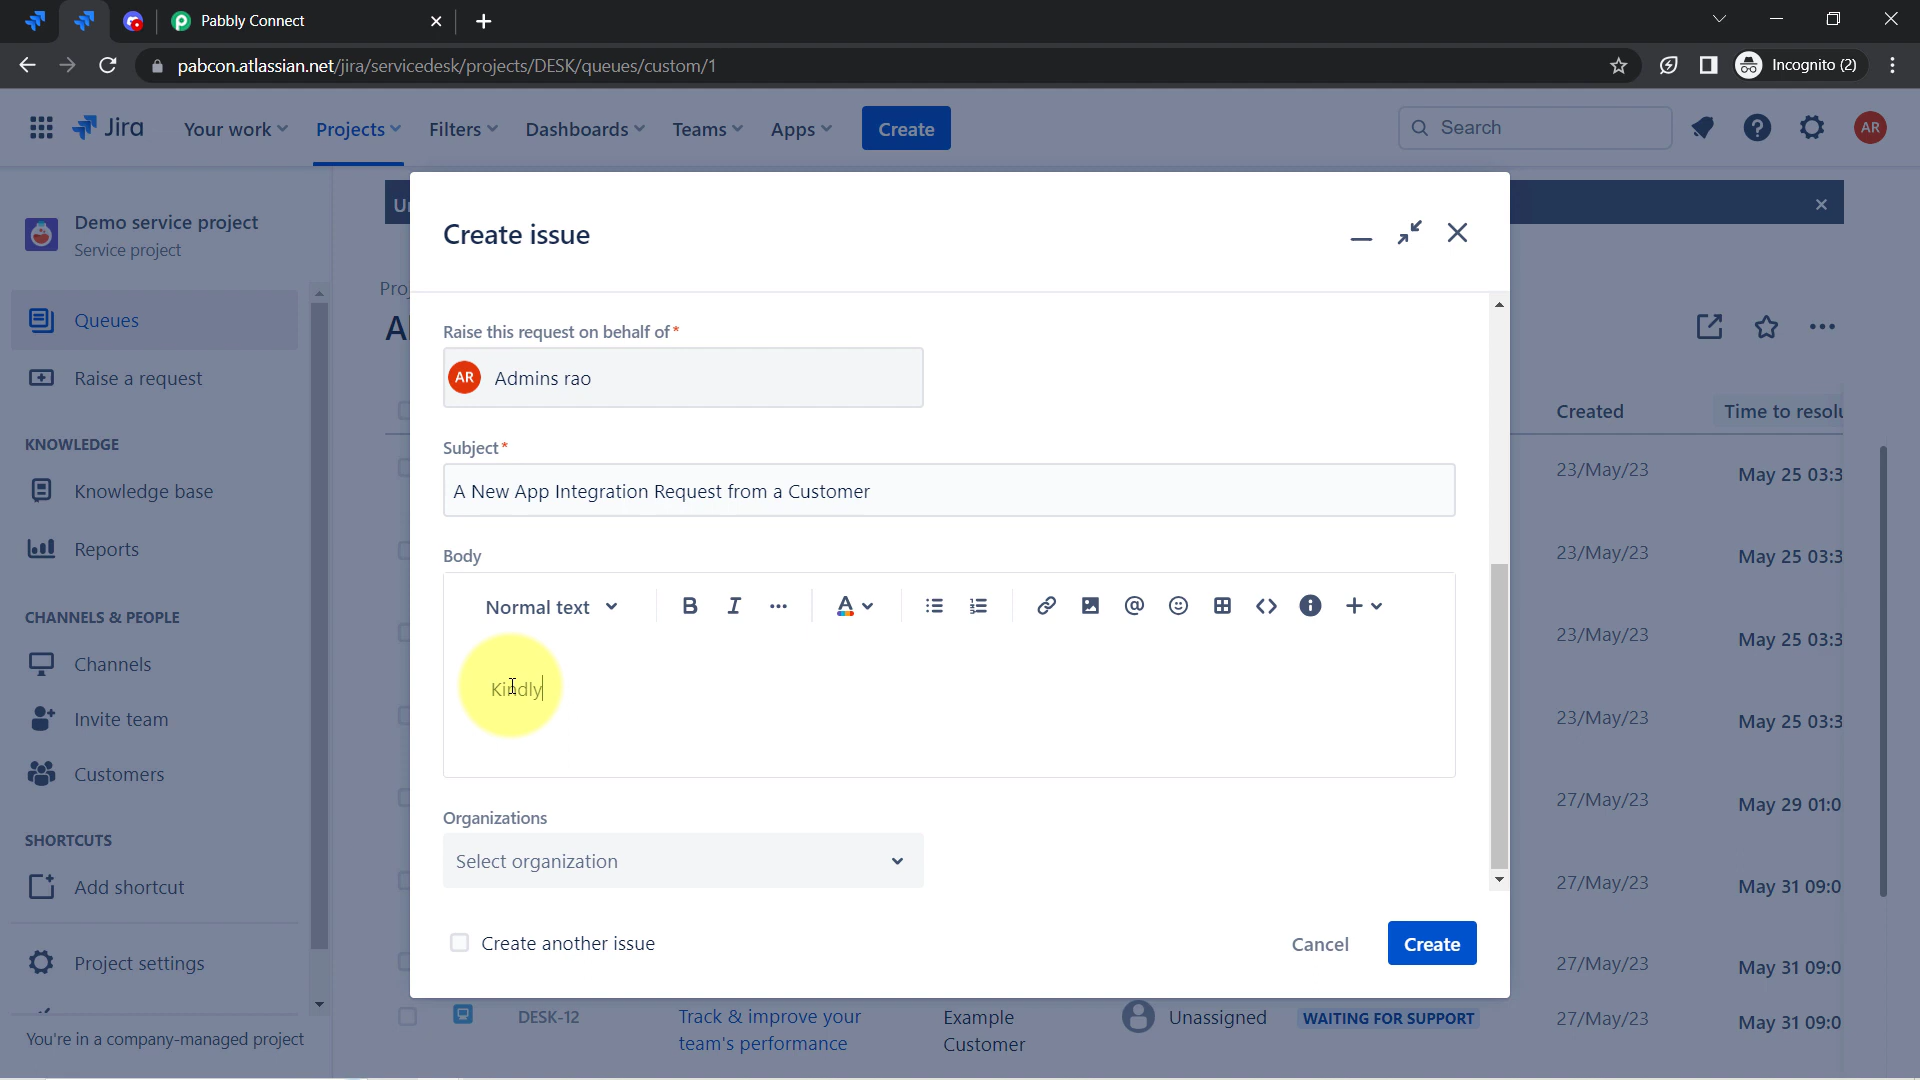 Pabbly Connect
pabcon.atlassian.net/jira/servicedesk/projects/DESK/queues/custom/1
Incognito (2)
Jira
Your work
Projects
Filters
Dashboards
Teams
Apps
Create
Search
AR
Demo service project
Service project
Queues
Raise a request
KNOWLEDGE
Knowledge base
Reports
CHANNELS & PEOPLE
Channels
Invite team
Customers
SHORTCUTS
Add shortcut
Project settings
You're in a company-managed project
Create issue
Raise this request on behalf of*
AR Admins rao
Subject*
A New App Integration Request from a Customer
Body
Normal text
Kindly
Organizations
Select organization
Create another issue
Cancel
Create
Created Time to resolu
23/May/23 May 25 03:3
23/May/23 May 25 03:3
23/May/23 May 25 03:3
23/May/23 May 25 03:3
27/May/23 May 29 01:0
27/May/23 May 31 09:0
27/May/23 May 31 09:0
DESK-12 Track & improve your team's performance Example Customer Unassigned WAITING FOR SUPPORT 27/May/23 May 31 09:0